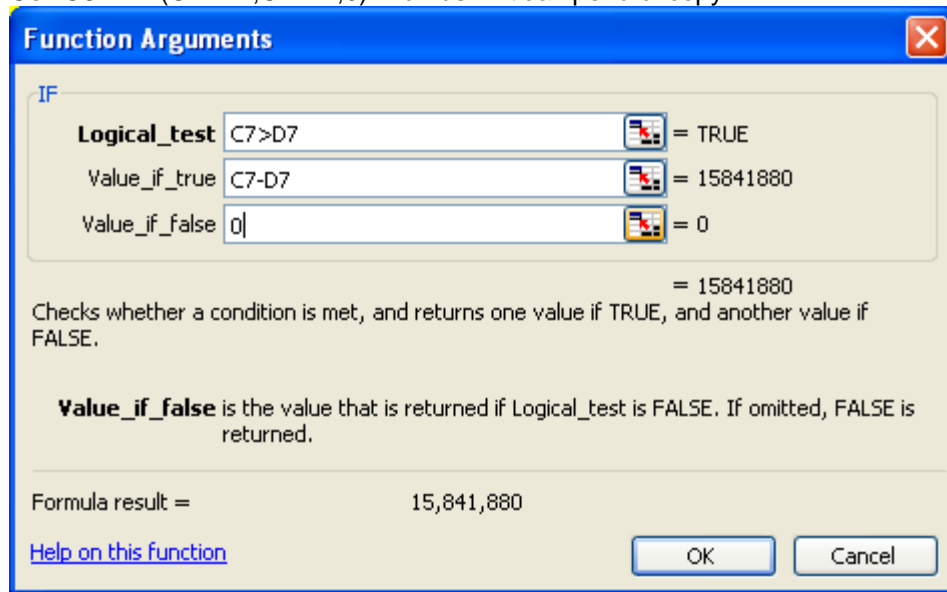 Function Arguments
IF
Logical_test C7>D7 = TRUE
Value_if_true C7-D7 = 15841880
Value_if_false 0 = 0
= 15841880
Checks whether a condition is met, and returns one value if TRUE, and another value if
FALSE.
Value_if_false is the value that is returned if Logical_test is FALSE. If omitted, FALSE is
returned.
Formula result = 15,841,880
Help on this function OK Cancel